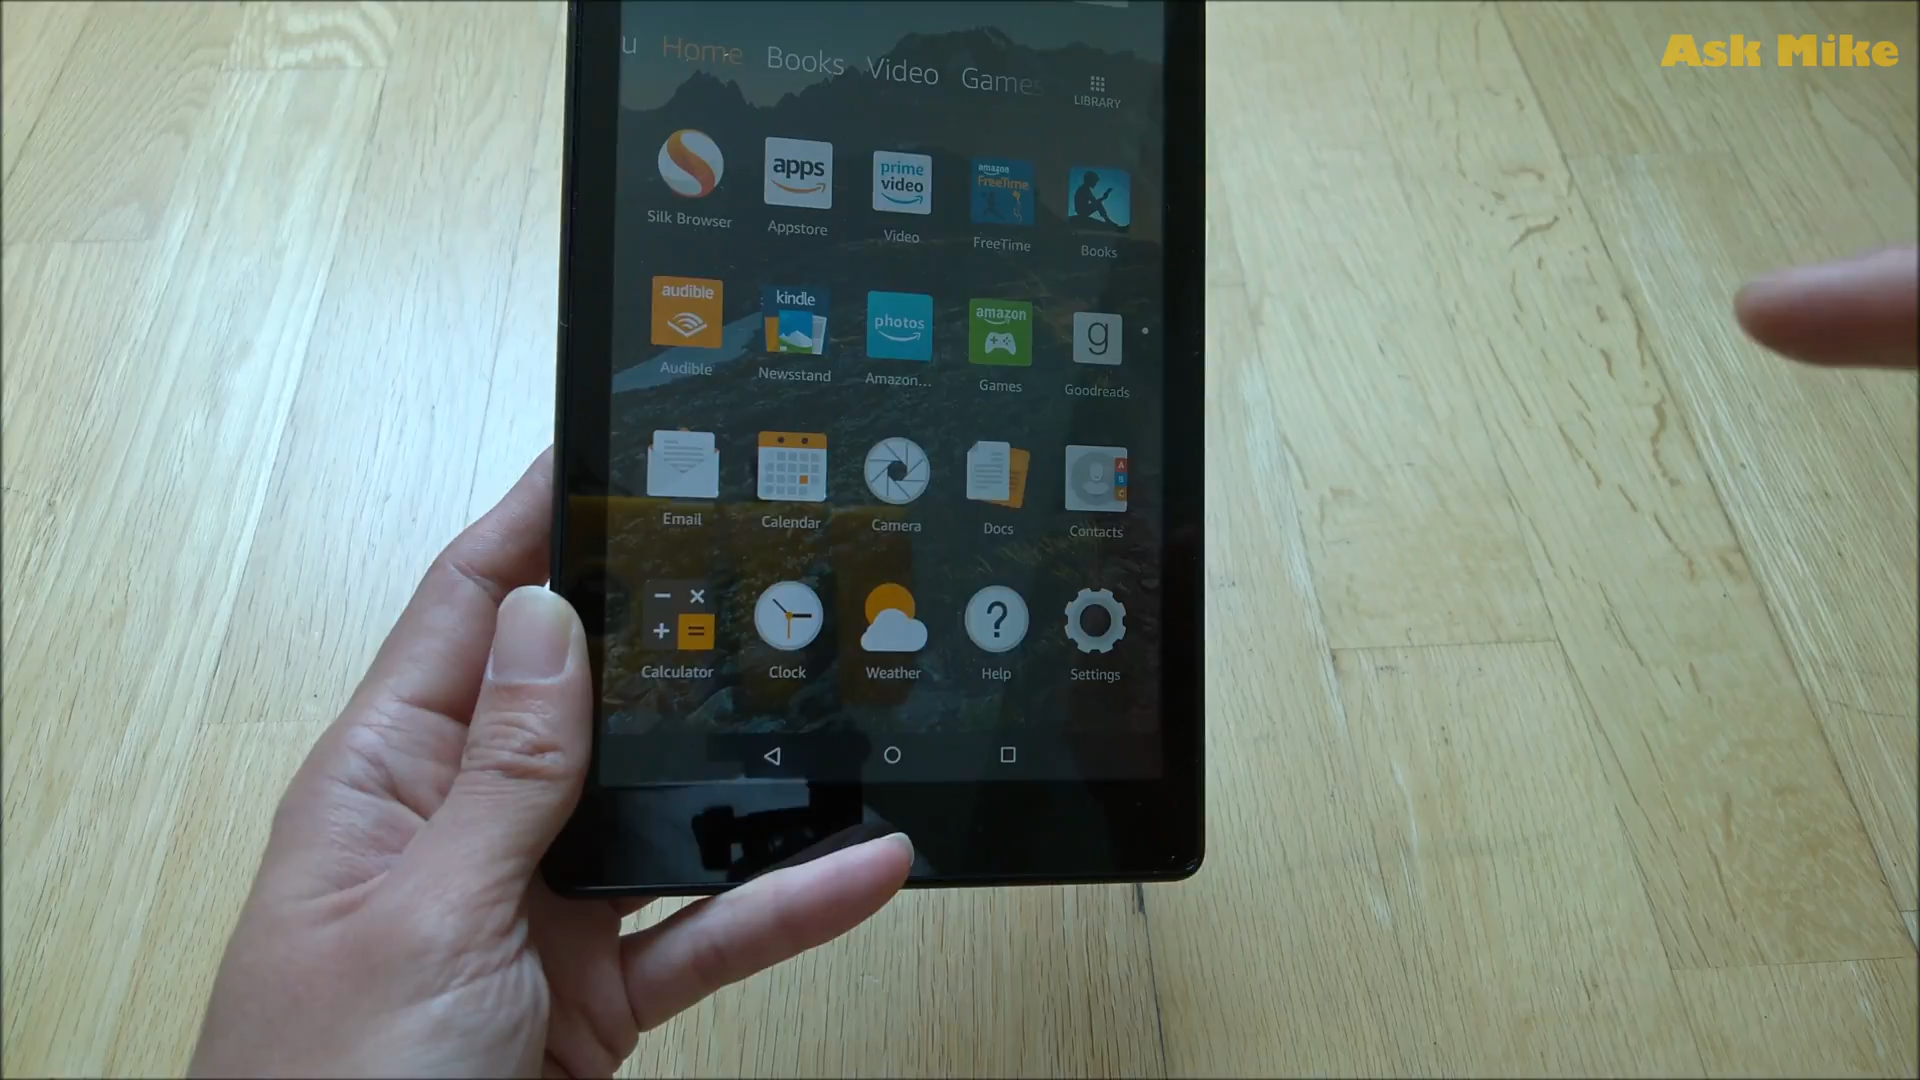 Ask Mike
u Home Books Video Games
LIBRARY
apps
prime video
amazon FreeTime
Silk Browser
Appstore
Video
FreeTime
Books
audible
kindle
photos
amazon
g
Audible
Newsstand
Amazon...
Games
Goodreads
A
B
C
Email
Calendar
Camera
Docs
Contacts
− ×
+ =
?
Calculator
Clock
Weather
Help
Settings